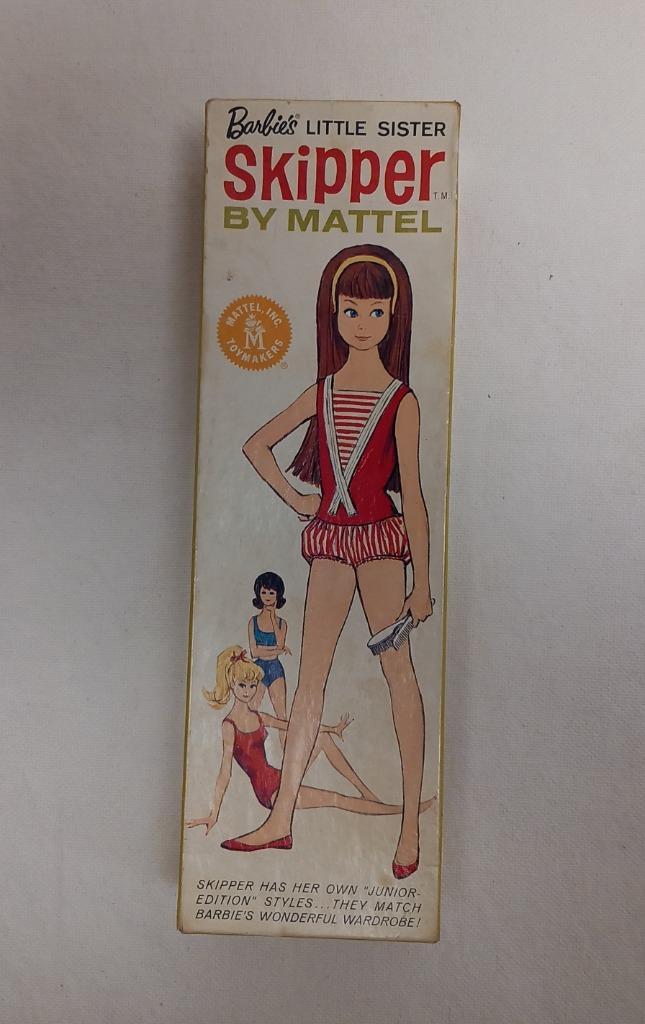 Barbie's® LITTLE SISTER
Skipper T.M.
BY MATTEL
MATTEL, INC.
M
TOYMAKERS
®
SKIPPER HAS HER OWN "JUNIOR-
EDITION" STYLES...THEY MATCH
BARBIE'S WONDERFUL WARDROBE!